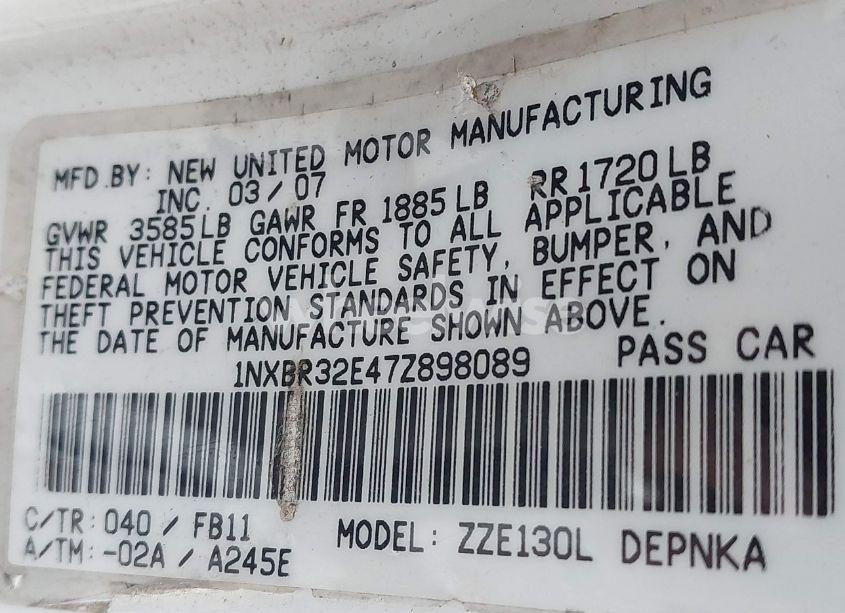 MFD.BY: NEW UNITED MOTOR MANUFACTURING
INC. 03/07
GVWR 3585LB GAWR FR 1885LB RR1720LB
THIS VEHICLE CONFORMS TO ALL APPLICABLE
FEDERAL MOTOR VEHICLE SAFETY, BUMPER, AND
THEFT PREVENTION STANDARDS IN EFFECT ON
THE DATE OF MANUFACTURE SHOWN ABOVE.
1NXBR32E47Z898089 PASS CAR
C/TR: 040 / FB11
A/TM: -02A / A245E
MODEL: ZZE130L DEPNKA